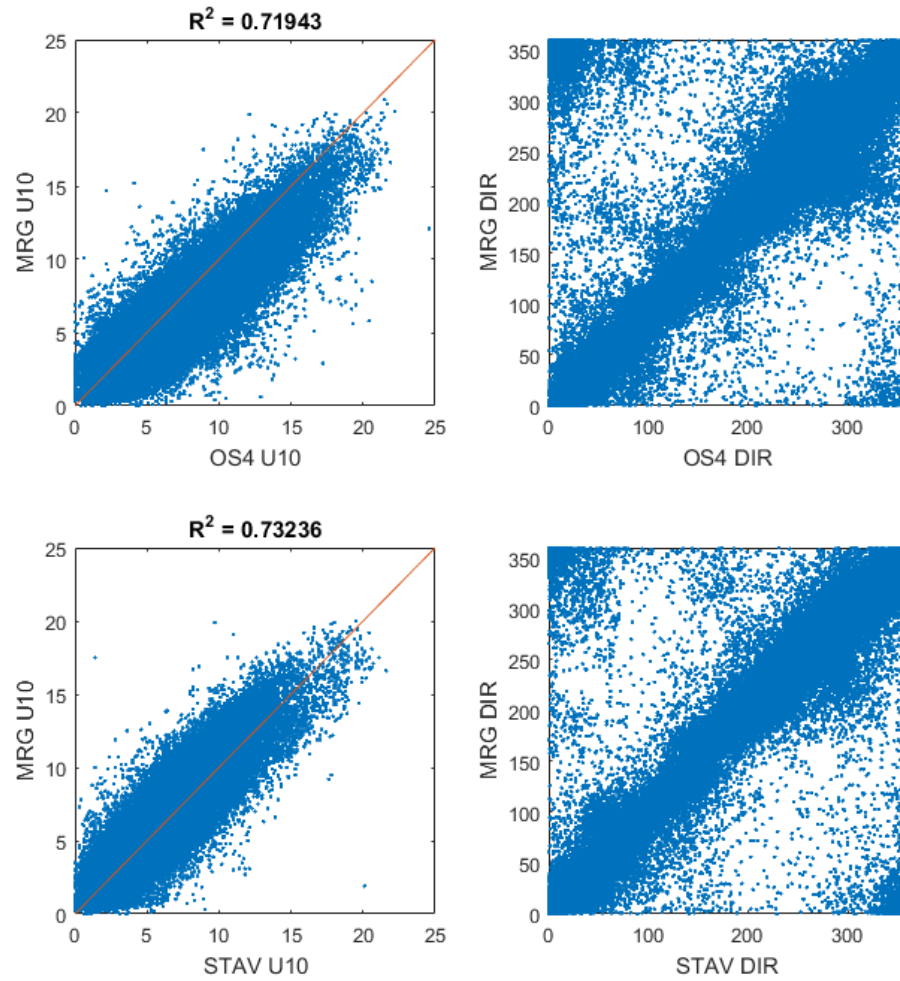 R² = 0.71943
25
20
15
10
5
0
MRG U10
0 5 10 15 20 25
OS4 U10
350
300
250
200
150
100
50
0
MRG DIR
0 100 200 300
OS4 DIR
R² = 0.73236
25
20
15
10
5
0
MRG U10
0 5 10 15 20 25
STAV U10
350
300
250
200
150
100
50
0
MRG DIR
0 100 200 300
STAV DIR